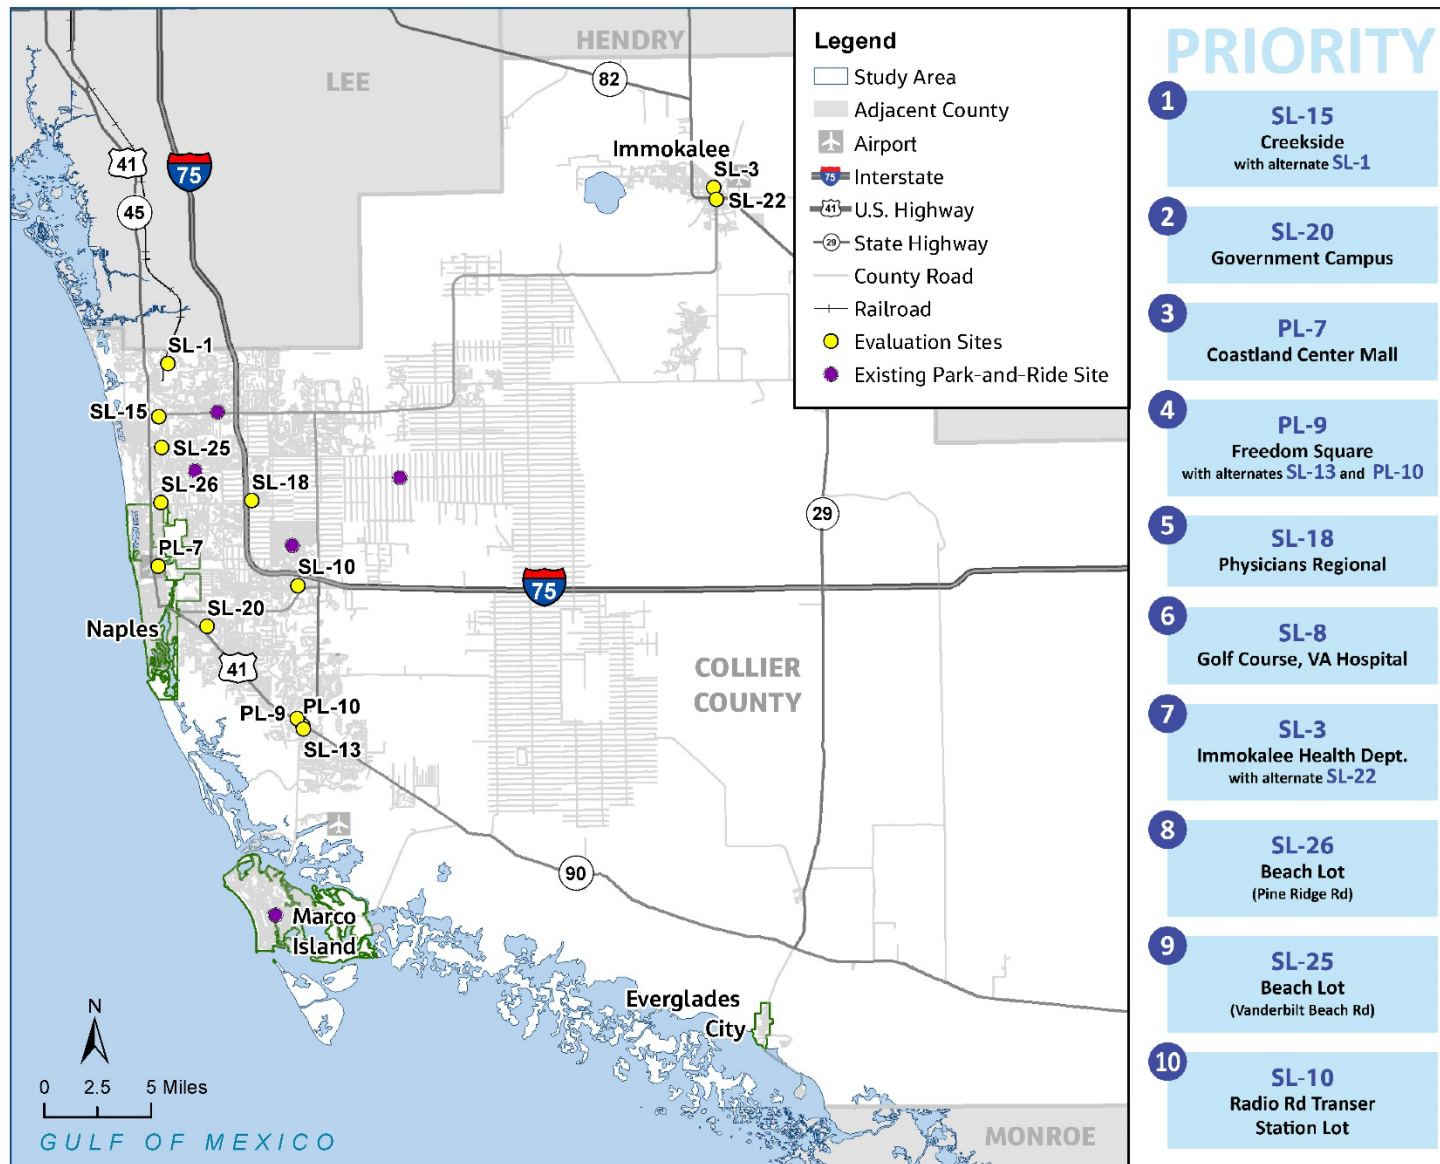 HENDRY
LEE
82
Immokalee
SL-3
SL-22
41
75
45
SL-1
SL-15
SL-25
SL-26
SL-18
PL-7
SL-10
75
29
SL-20
Naples
41
COLLIER
COUNTY
PL-9
PL-10
SL-13
90
Marco
Island
Everglades
City
N
0 2.5 5 Miles
GULF OF MEXICO
MONROE
Legend
Study Area
Adjacent County
Airport
75 Interstate
41 U.S. Highway
29 State Highway
County Road
Railroad
Evaluation Sites
Existing Park-and-Ride Site
PRIORITY
1
SL-15
Creekside
with alternate SL-1
2
SL-20
Government Campus
3
PL-7
Coastland Center Mall
4
PL-9
Freedom Square
with alternates SL-13 and PL-10
5
SL-18
Physicians Regional
6
SL-8
Golf Course, VA Hospital
7
SL-3
Immokalee Health Dept.
with alternate SL-22
8
SL-26
Beach Lot
(Pine Ridge Rd)
9
SL-25
Beach Lot
(Vanderbilt Beach Rd)
10
SL-10
Radio Rd Transer
Station Lot